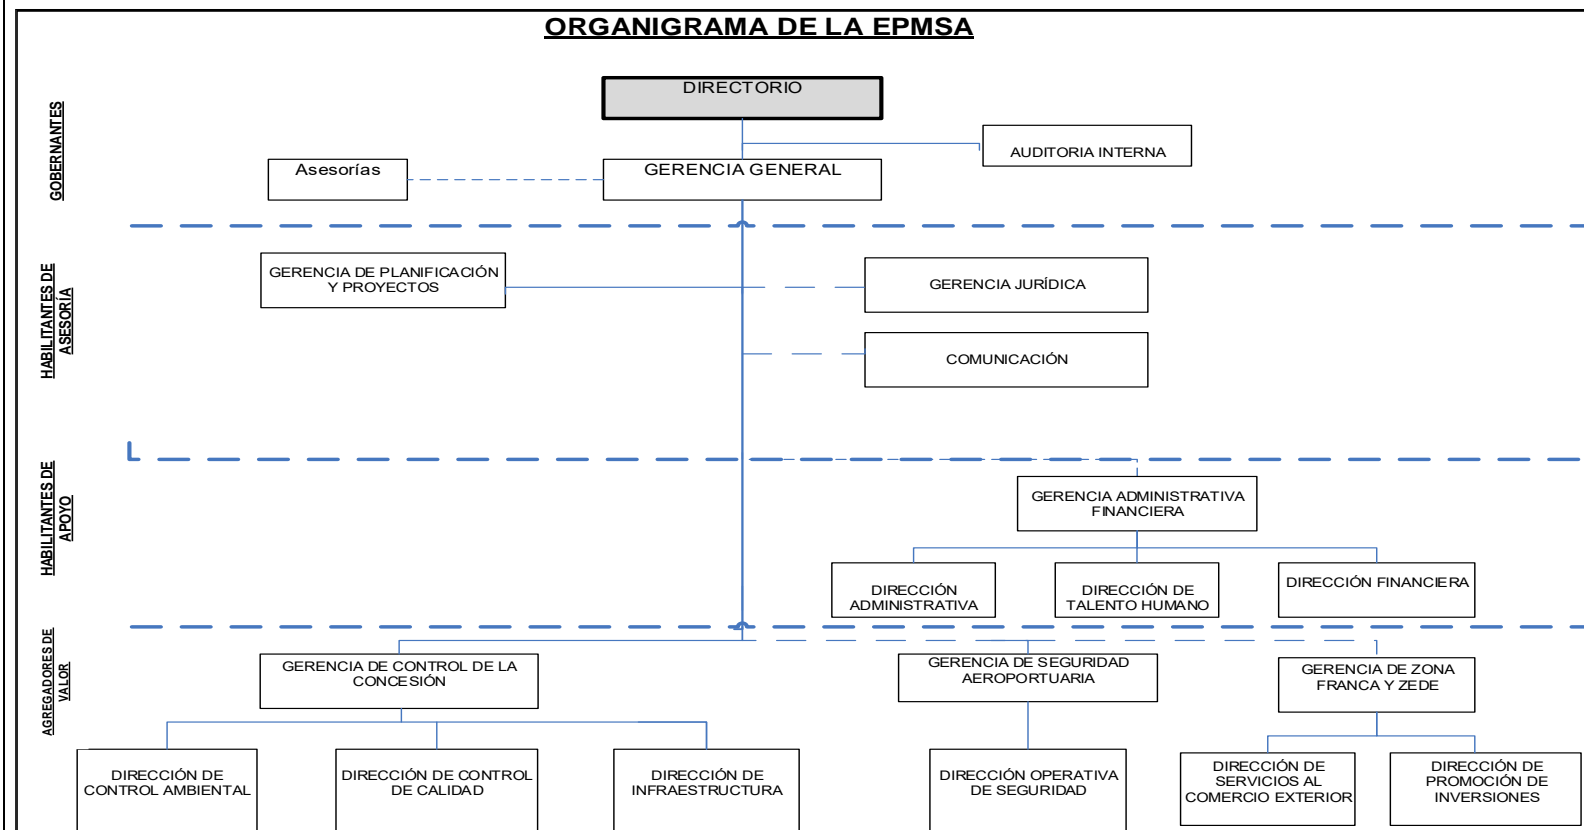 ORGANIGRAMA DE LA EPMSA
GOBERNANTES
DIRECTORIO
AUDITORIA INTERNA
Asesorías
GERENCIA GENERAL
HABILITANTES DE
ASESORÍA
GERENCIA DE PLANIFICACIÓN
Y PROYECTOS
GERENCIA JURÍDICA
COMUNICACIÓN
HABILITANTES DE
APOYO
GERENCIA ADMINISTRATIVA
FINANCIERA
DIRECCIÓN
ADMINISTRATIVA
DIRECCIÓN DE
TALENTO HUMANO
DIRECCIÓN FINANCIERA
AGREGADORES DE
VALOR
GERENCIA DE CONTROL DE LA
CONCESIÓN
GERENCIA DE SEGURIDAD
AEROPORTUARIA
GERENCIA DE ZONA
FRANCA Y ZEDE
DIRECCIÓN DE
CONTROL AMBIENTAL
DIRECCIÓN DE CONTROL
DE CALIDAD
DIRECCIÓN DE
INFRAESTRUCTURA
DIRECCIÓN OPERATIVA
DE SEGURIDAD
DIRECCIÓN DE
SERVICIOS AL
COMERCIO EXTERIOR
DIRECCIÓN DE
PROMOCIÓN DE
INVERSIONES